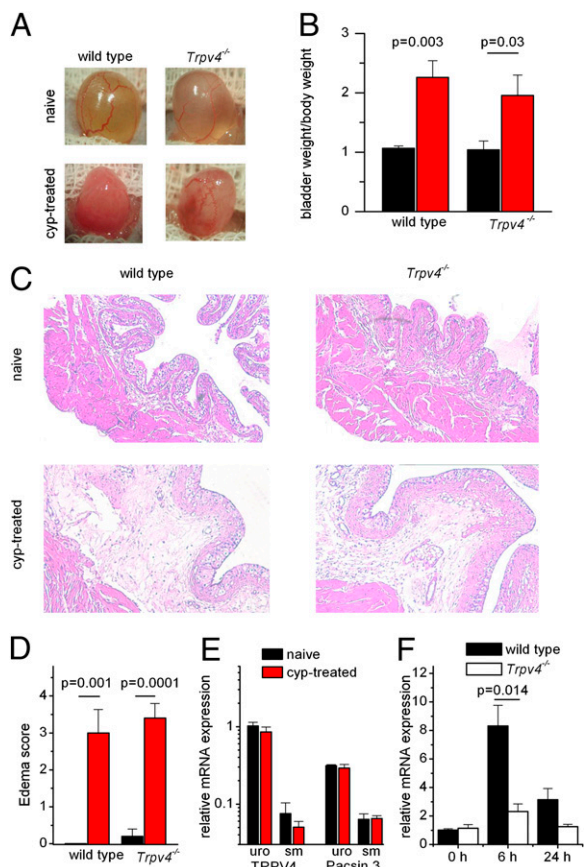 A
wild type Trpv4-/-
naive
cyp-treated
B
bladder weight/body weight
3
2
1
0
p=0.003 p=0.03
wild type Trpv4-/-
C
wild type Trpv4-/-
naive
cyp-treated
D
Edema score
4
3
2
1
0
p=0.001 p=0.0001
wild type Trpv4-/-
E
naive
cyp-treated
relative mRNA expression
1
0.1
uro sm uro sm
TRPV4 Pacsin 3
F
wild type
Trpv4-/-
relative mRNA expression
10
8
6
4
2
0
p=0.014
0 h 6 h 24 h